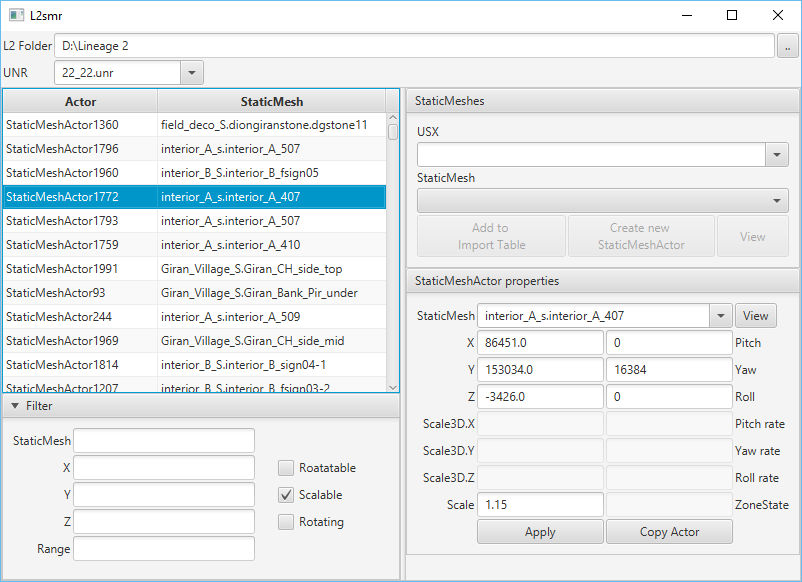 L2smr
L2 Folder D:\Lineage 2 ..
UNR 22_22.unr
Actor StaticMesh
StaticMeshActor1360 field_deco_S.diongiranstone.dgstone11
StaticMeshActor1796 interior_A_s.interior_A_507
StaticMeshActor1960 interior_B_S.interior_B_fsign05
StaticMeshActor1772 interior_A_s.interior_A_407
StaticMeshActor1793 interior_A_s.interior_A_507
StaticMeshActor1759 interior_A_s.interior_A_410
StaticMeshActor1991 Giran_Village_S.Giran_CH_side_top
StaticMeshActor93 Giran_Village_S.Giran_Bank_Pir_under
StaticMeshActor244 interior_A_s.interior_A_509
StaticMeshActor1969 Giran_Village_S.Giran_CH_side_mid
StaticMeshActor1814 interior_B_S.interior_B_sign04-1
StaticMeshActor1207 interior_B_S.interior_B_fsign03-2
Filter
StaticMesh
X Roatatable
Y Scalable
Z Rotating
Range
StaticMeshes
USX
StaticMesh
Add to
Import Table
Create new
StaticMeshActor
View
StaticMeshActor properties
StaticMesh interior_A_s.interior_A_407 View
X 86451.0 0 Pitch
Y 153034.0 16384 Yaw
Z -3426.0 0 Roll
Scale3D.X Pitch rate
Scale3D.Y Yaw rate
Scale3D.Z Roll rate
Scale 1.15 ZoneState
Apply Copy Actor